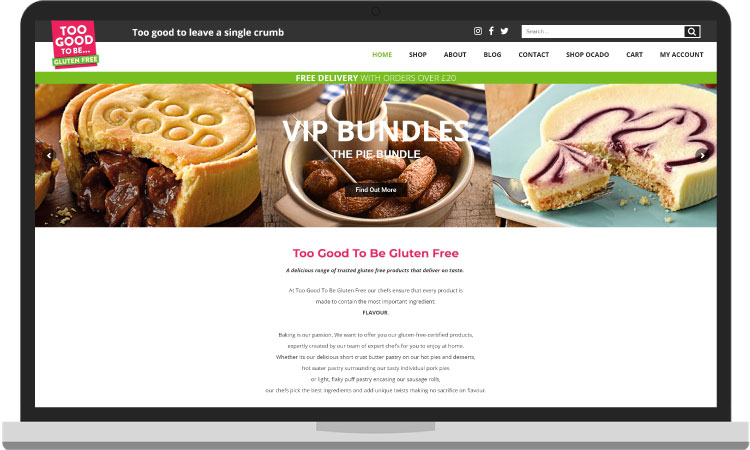 TOO
GOOD
TO BE...
GLUTEN FREE
Too good to leave a single crumb
Search...
HOME SHOP ABOUT BLOG CONTACT SHOP OCADO CART MY ACCOUNT
FREE DELIVERY WITH ORDERS OVER £20
GOOD
VIP BUNDLES
THE PIE BUNDLE
Find Out More
Too Good To Be Gluten Free
A delicious range of trusted gluten free products that deliver on taste.
At Too Good To Be Gluten Free our chefs ensure that every product is
made to contain the most important ingredient:
FLAVOUR.
Baking is our passion. We want to offer you our gluten-free-certified products,
expertly created by our team of expert chefs for you to enjoy at home.
Whether its our delicious short crust butter pastry on our hot pies and desserts,
hot water pastry surrounding our tasty individual pork pies
or light, flaky puff pastry encasing our sausage rolls,
our chefs pick the best ingredients and add unique twists making no sacrifice on flavour.